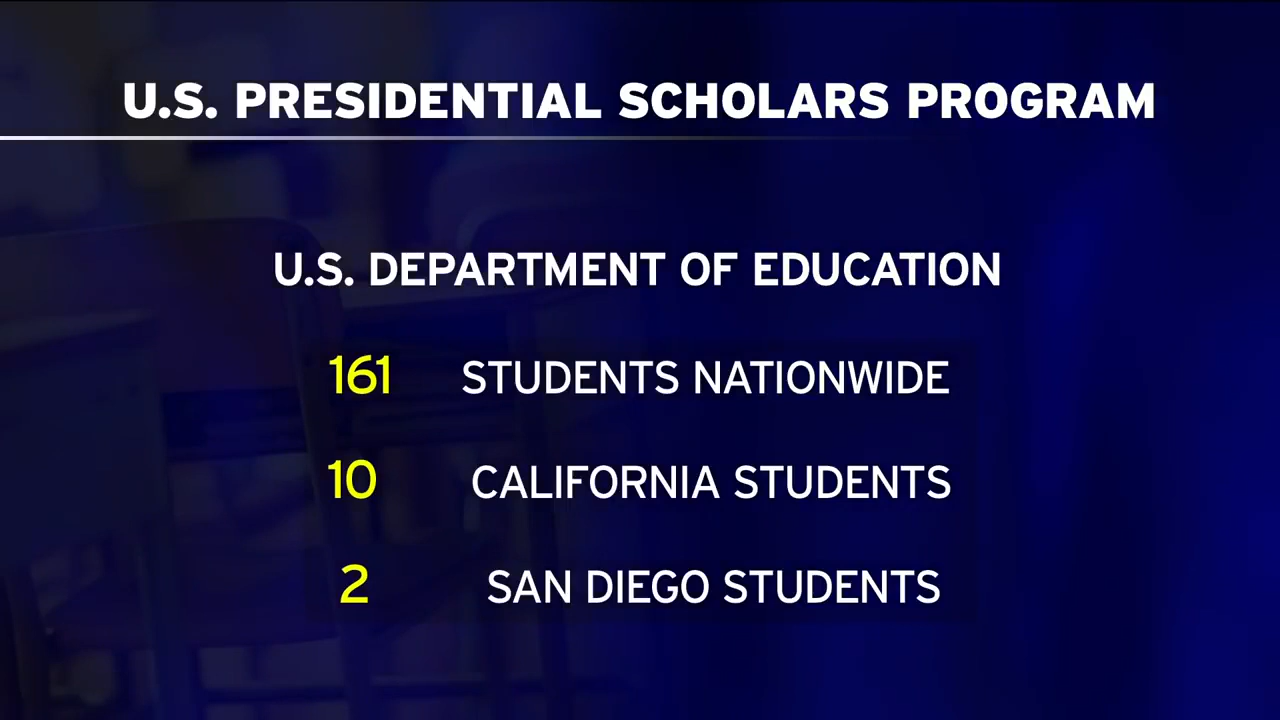 U.S. PRESIDENTIAL SCHOLARS PROGRAM
U.S. DEPARTMENT OF EDUCATION
161 STUDENTS NATIONWIDE
10 CALIFORNIA STUDENTS
2 SAN DIEGO STUDENTS